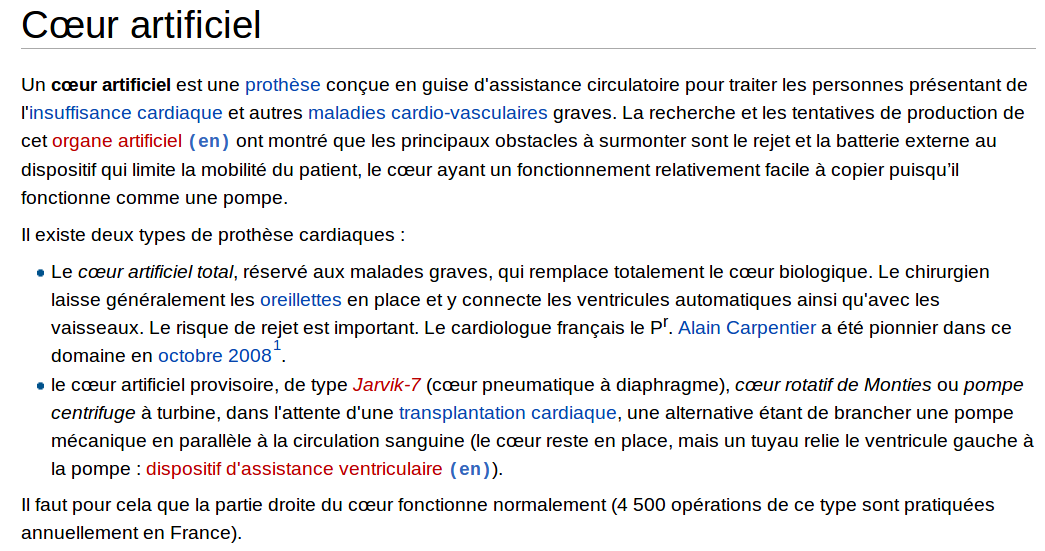 Cœur artificiel
Un cœur artificiel est une prothèse conçue en guise d'assistance circulatoire pour traiter les personnes présentant de
l'insuffisance cardiaque et autres maladies cardio-vasculaires graves. La recherche et les tentatives de production de
cet organe artificiel (en) ont montré que les principaux obstacles à surmonter sont le rejet et la batterie externe au
dispositif qui limite la mobilité du patient, le cœur ayant un fonctionnement relativement facile à copier puisqu'il
fonctionne comme une pompe.
Il existe deux types de prothèse cardiaques :
• Le cœur artificiel total, réservé aux malades graves, qui remplace totalement le cœur biologique. Le chirurgien
laisse généralement les oreillettes en place et y connecte les ventricules automatiques ainsi qu'avec les
vaisseaux. Le risque de rejet est important. Le cardiologue français le Pr. Alain Carpentier a été pionnier dans ce
domaine en octobre 2008 1.
• le cœur artificiel provisoire, de type Jarvik-7 (cœur pneumatique à diaphragme), cœur rotatif de Monties ou pompe
centrifuge à turbine, dans l'attente d'une transplantation cardiaque, une alternative étant de brancher une pompe
mécanique en parallèle à la circulation sanguine (le cœur reste en place, mais un tuyau relie le ventricule gauche à
la pompe : dispositif d'assistance ventriculaire (en)).
Il faut pour cela que la partie droite du cœur fonctionne normalement (4 500 opérations de ce type sont pratiquées
annuellement en France).